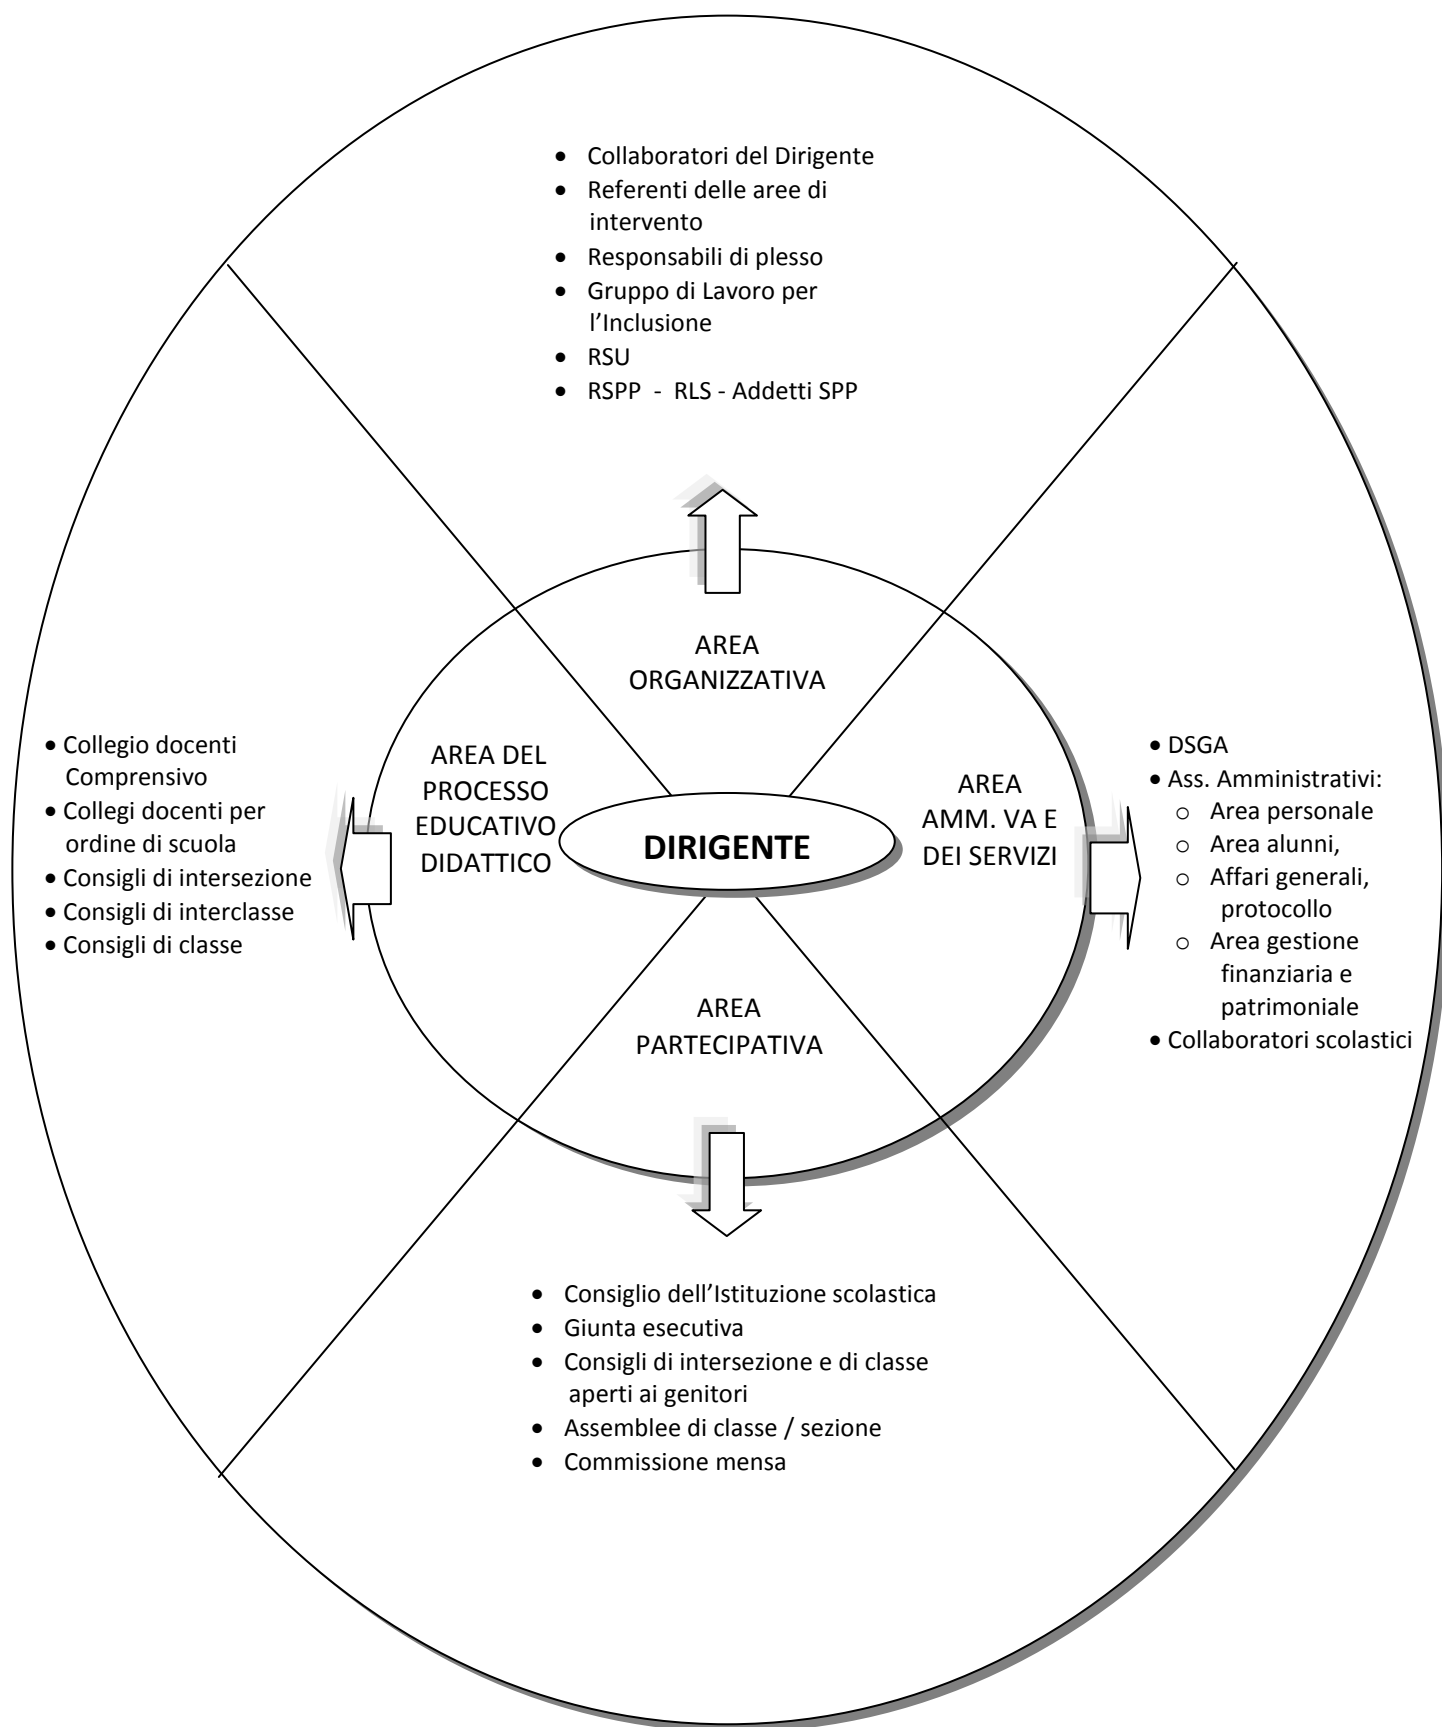 • Collaboratori del Dirigente
• Referenti delle aree di
intervento
• Responsabili di plesso
• Gruppo di Lavoro per
l’Inclusione
• RSU
• RSPP - RLS - Addetti SPP
AREA
ORGANIZZATIVA
• Collegio docenti
Comprensivo
• Collegi docenti per
ordine di scuola
• Consigli di intersezione
• Consigli di interclasse
• Consigli di classe
AREA DEL
PROCESSO
EDUCATIVO
DIDATTICO
DIRIGENTE
AREA
AMM. VA E
DEI SERVIZI
• DSGA
• Ass. Amministrativi:
o Area personale
o Area alunni,
o Affari generali,
protocollo
o Area gestione
finanziaria e
patrimoniale
• Collaboratori scolastici
AREA
PARTECIPATIVA
• Consiglio dell’Istituzione scolastica
• Giunta esecutiva
• Consigli di intersezione e di classe
aperti ai genitori
• Assemblee di classe / sezione
• Commissione mensa